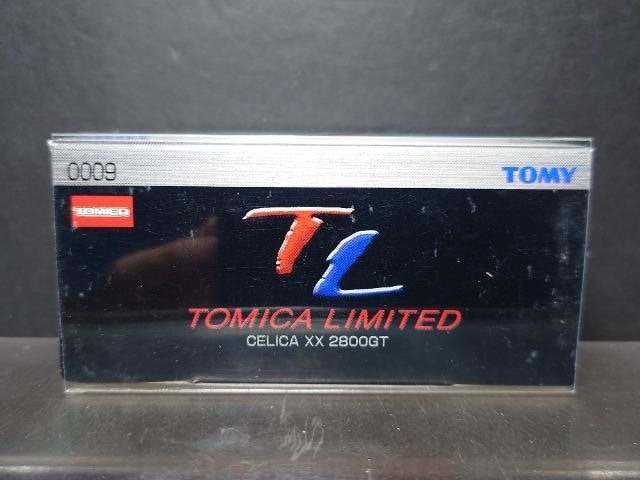 0009
TOMY
TOMICA
TL
TOMICA LIMITED
CELICA XX 2800GT